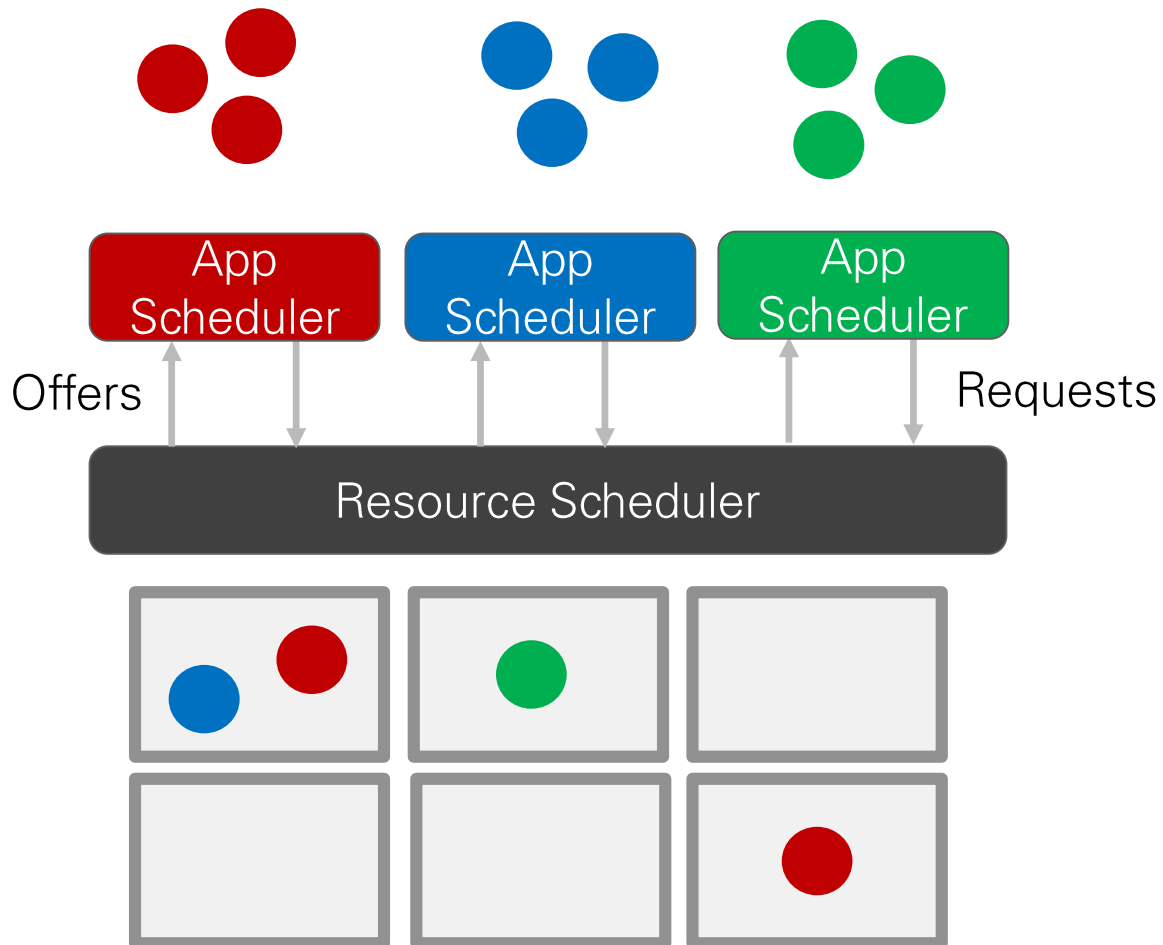 App
Scheduler
App
Scheduler
App
Scheduler
Offers
Requests
Resource Scheduler